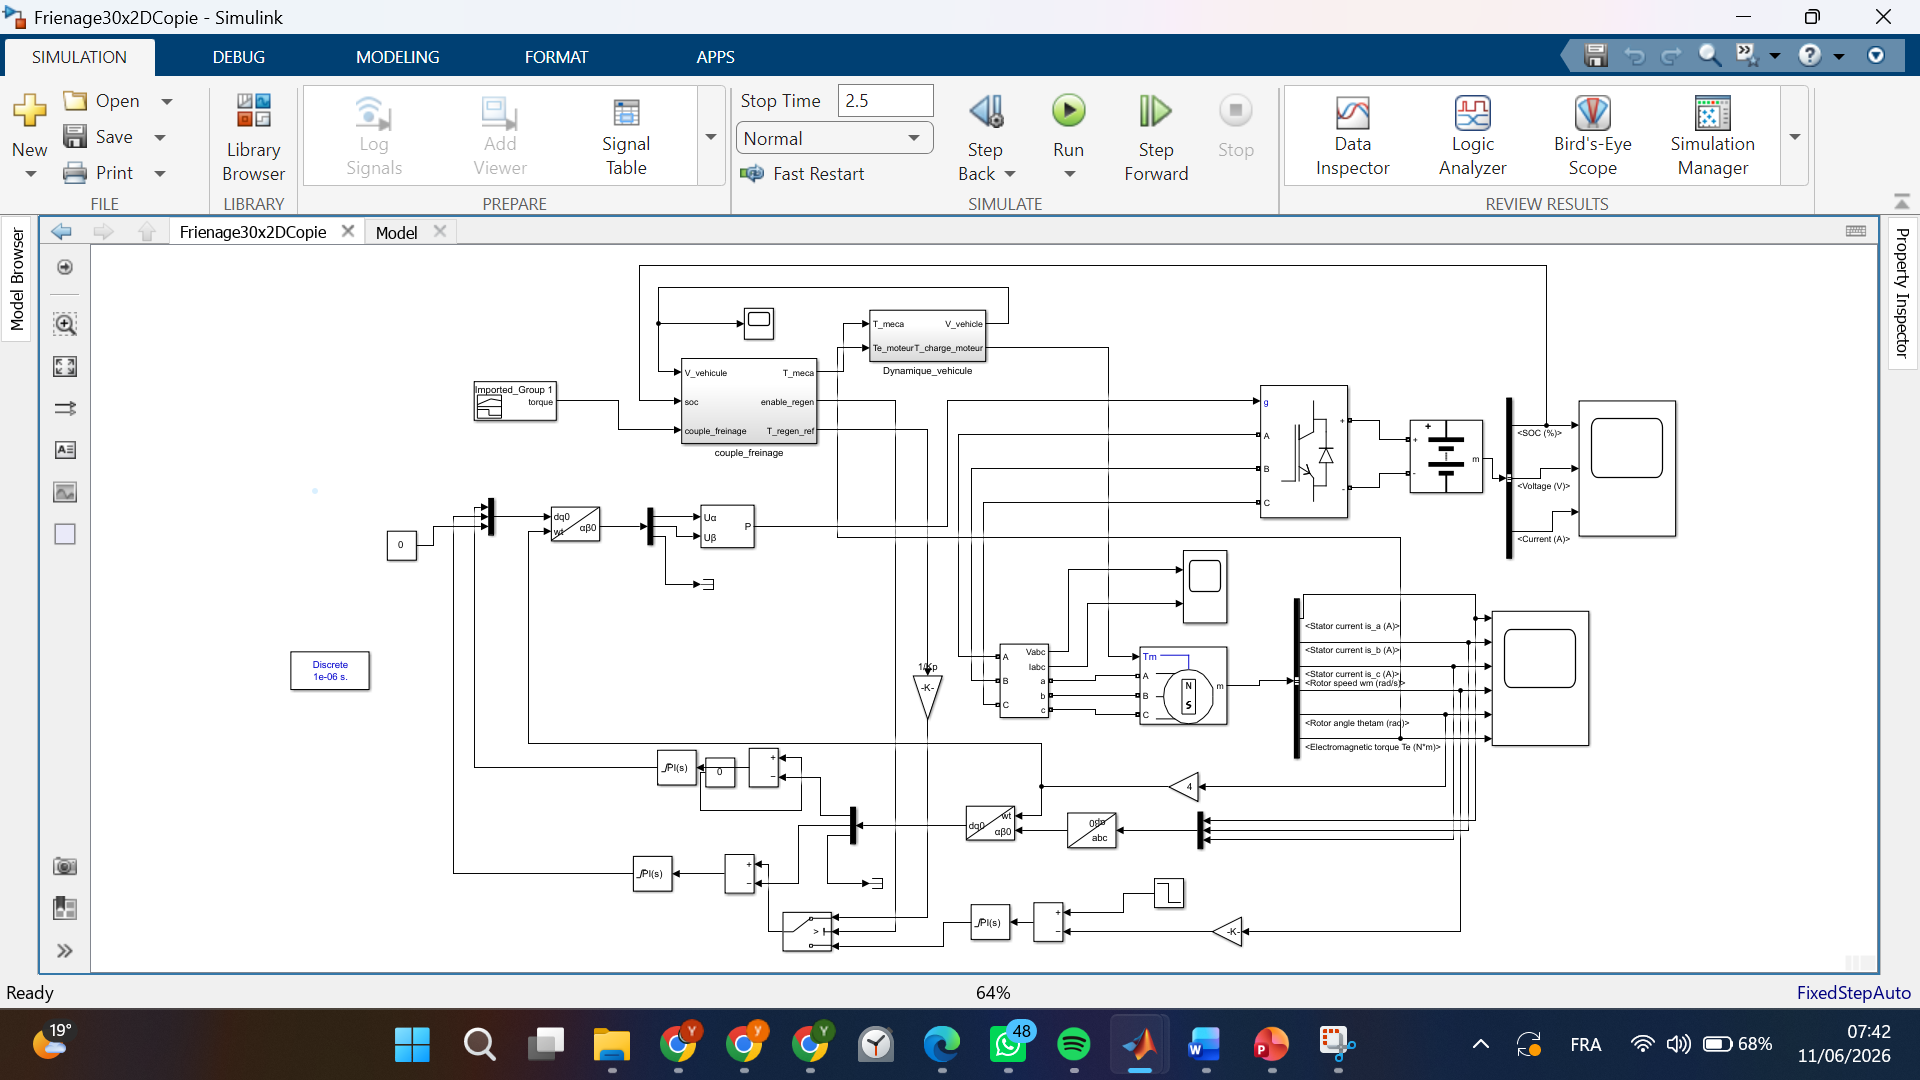 Frienage30x2DCopie - Simulink
SIMULATION
DEBUG
MODELING
FORMAT
APPS
New
Open
Save
Print
FILE
Library
Browser
LIBRARY
Log
Signals
Add
Viewer
Signal
Table
PREPARE
Stop Time 2.5
Normal
Fast Restart
Step
Back
Run
Step
Forward
Stop
SIMULATE
Data
Inspector
Logic
Analyzer
Bird's-Eye
Scope
Simulation
Manager
REVIEW RESULTS
Model Browser
Property Inspector
Frienage30x2DCopie
Model
T_meca V_vehicle
Te_moteur T_charge_moteur
Dynamique_vehicule
V_vehicule T_meca
soc enable_regen
couple_freinage T_regen_ref
couple_freinage
Imported_Group 1
torque
g
A
B
C
+
-
+
+
-
m
<SOC (%)>
<Voltage (V)>
<Current (A)>
0
dq0
wt
αβ0
Uα
Uβ
P
Discrete
1e-06 s.
-K-
A
B
C
Vabc
Iabc
a
b
c
Tm
A
B
C
N
S
m
<Stator current is_a (A)>
<Stator current is_b (A)>
<Stator current is_c (A)>
<Rotor speed wm (rad/s)>
<Rotor angle thetam (rad)>
<Electromagnetic torque Te (N*m)>
PI(s)
0
+
−
4
dq0
wt
αβ0
abc
PI(s)
+
−
>
PI(s)
+
−
-K-
Ready
64%
FixedStepAuto
19°
Y
Y
Y
48
W
P
FRA
68%
07:42
11/06/2026